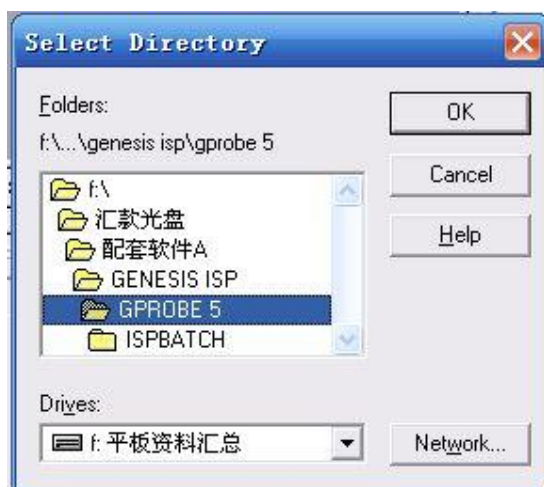 Select Directory
Folders:
f:\...\genesis isp\gprobe 5
OK
Cancel
Help
f:\
汇款光盘
配套软件A
GENESIS ISP
GPROBE 5
ISPBATCH
Drives:
f: 平板资料汇总
Network...